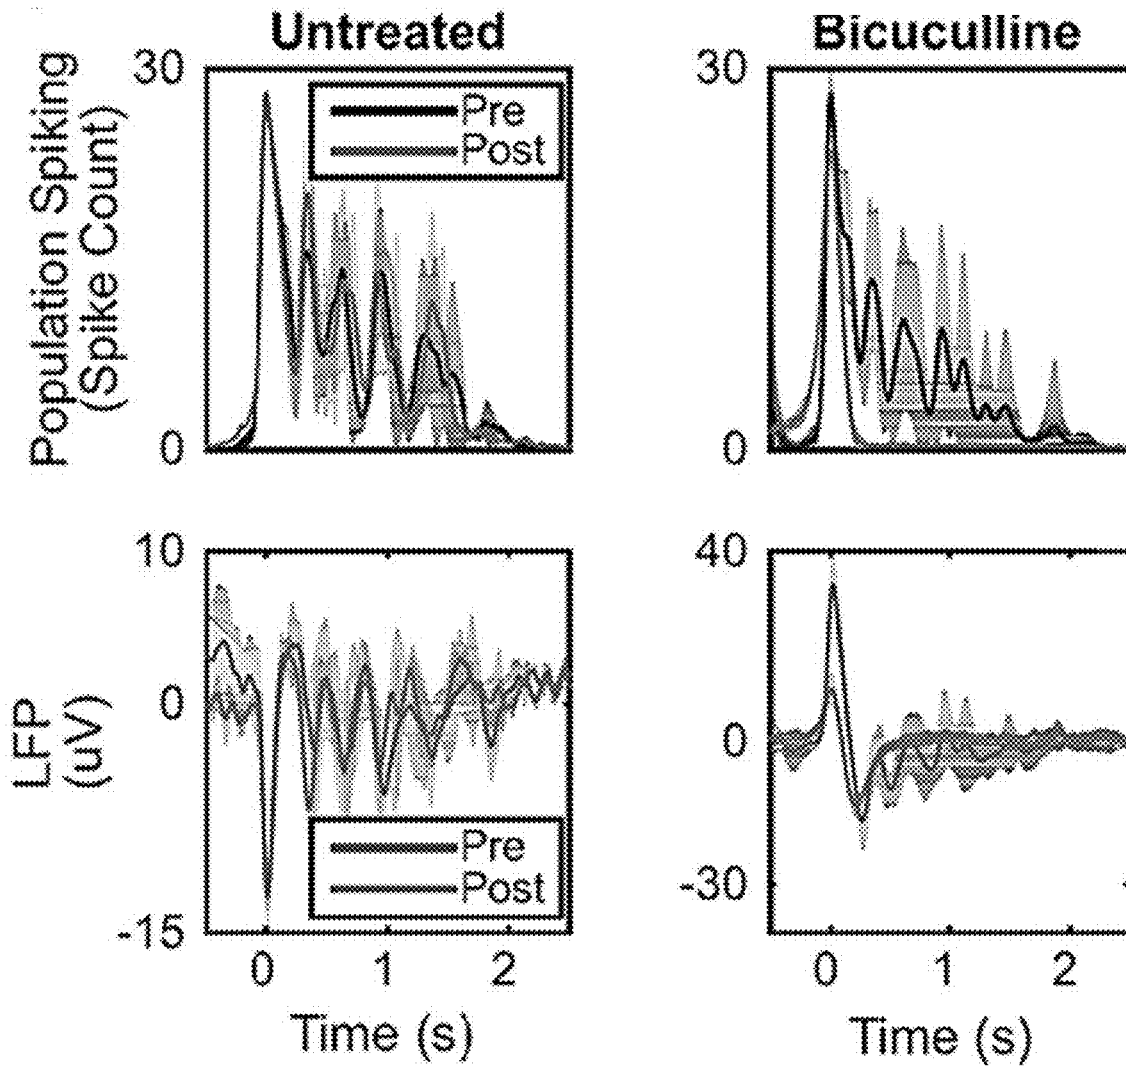 Untreated
Bicuculline
Population Spiking
(Spike Count)
30
0
Pre
Post
30
0
LFP
(uV)
10
0
-15
Pre
Post
40
0
-30
0 1 2
0 1 2
Time (s)
Time (s)